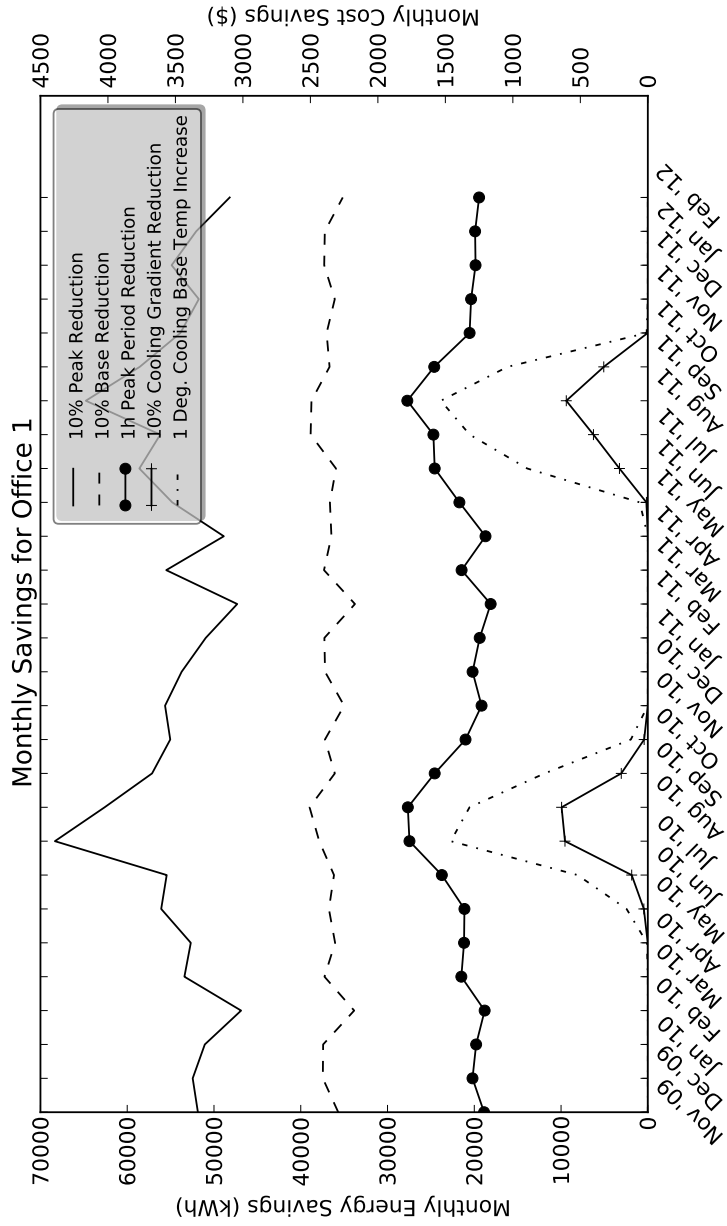 Monthly Savings for Office 1
Monthly Energy Savings (kWh)
70000
60000
50000
40000
30000
20000
10000
0
Monthly Cost Savings ($)
4500
4000
3500
3000
2500
2000
1500
1000
500
0
10% Peak Reduction
10% Base Reduction
1h Peak Period Reduction
10% Cooling Gradient Reduction
1 Deg. Cooling Base Temp Increase
Nov '09
Dec '09
Jan '10
Feb '10
Mar '10
Apr '10
May '10
Jun '10
Jul '10
Aug '10
Sep '10
Oct '10
Nov '10
Dec '10
Jan '11
Feb '11
Mar '11
Apr '11
May '11
Jun '11
Jul '11
Aug '11
Sep '11
Oct '11
Nov '11
Dec '11
Jan '12
Feb '12